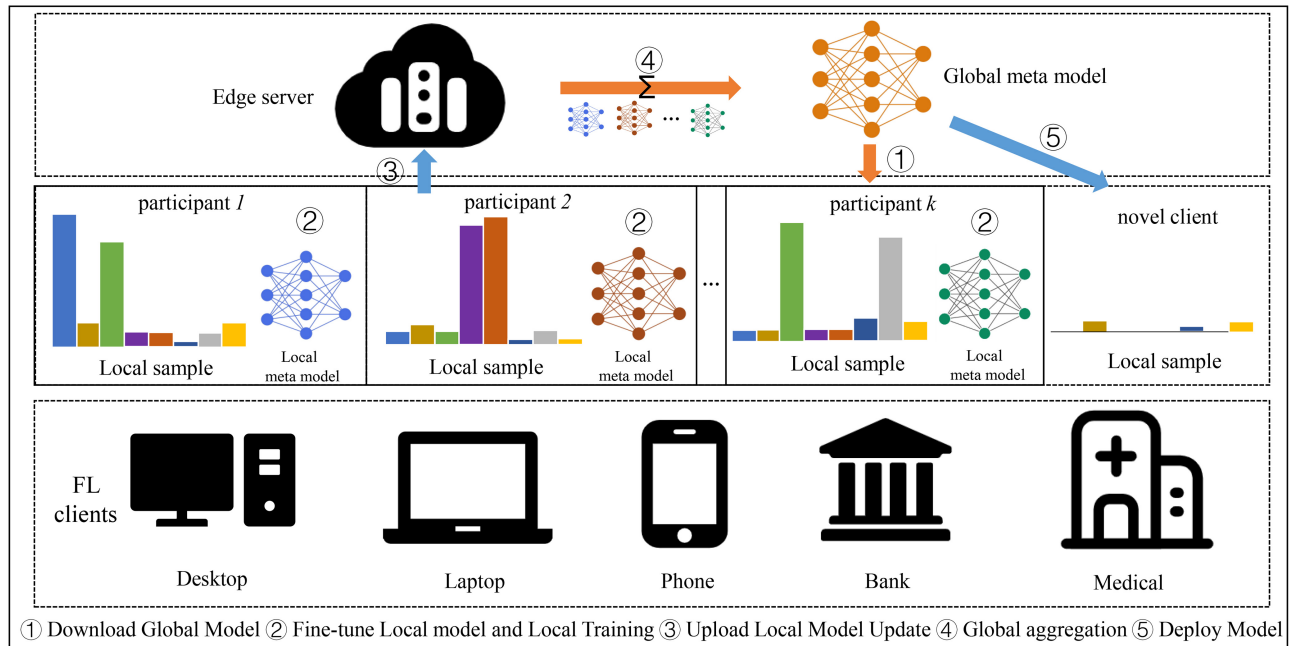 ④
Σ
Edge server
...
Global meta model
⑤
③
①
participant 1
②
participant 2
②
participant k
②
novel client
...
Local sample
Local
meta model
Local sample
Local
meta model
Local sample
Local
meta model
Local sample
FL
clients
Desktop
Laptop
Phone
Bank
Medical
① Download Global Model ② Fine-tune Local model and Local Training ③ Upload Local Model Update ④ Global aggregation ⑤ Deploy Model